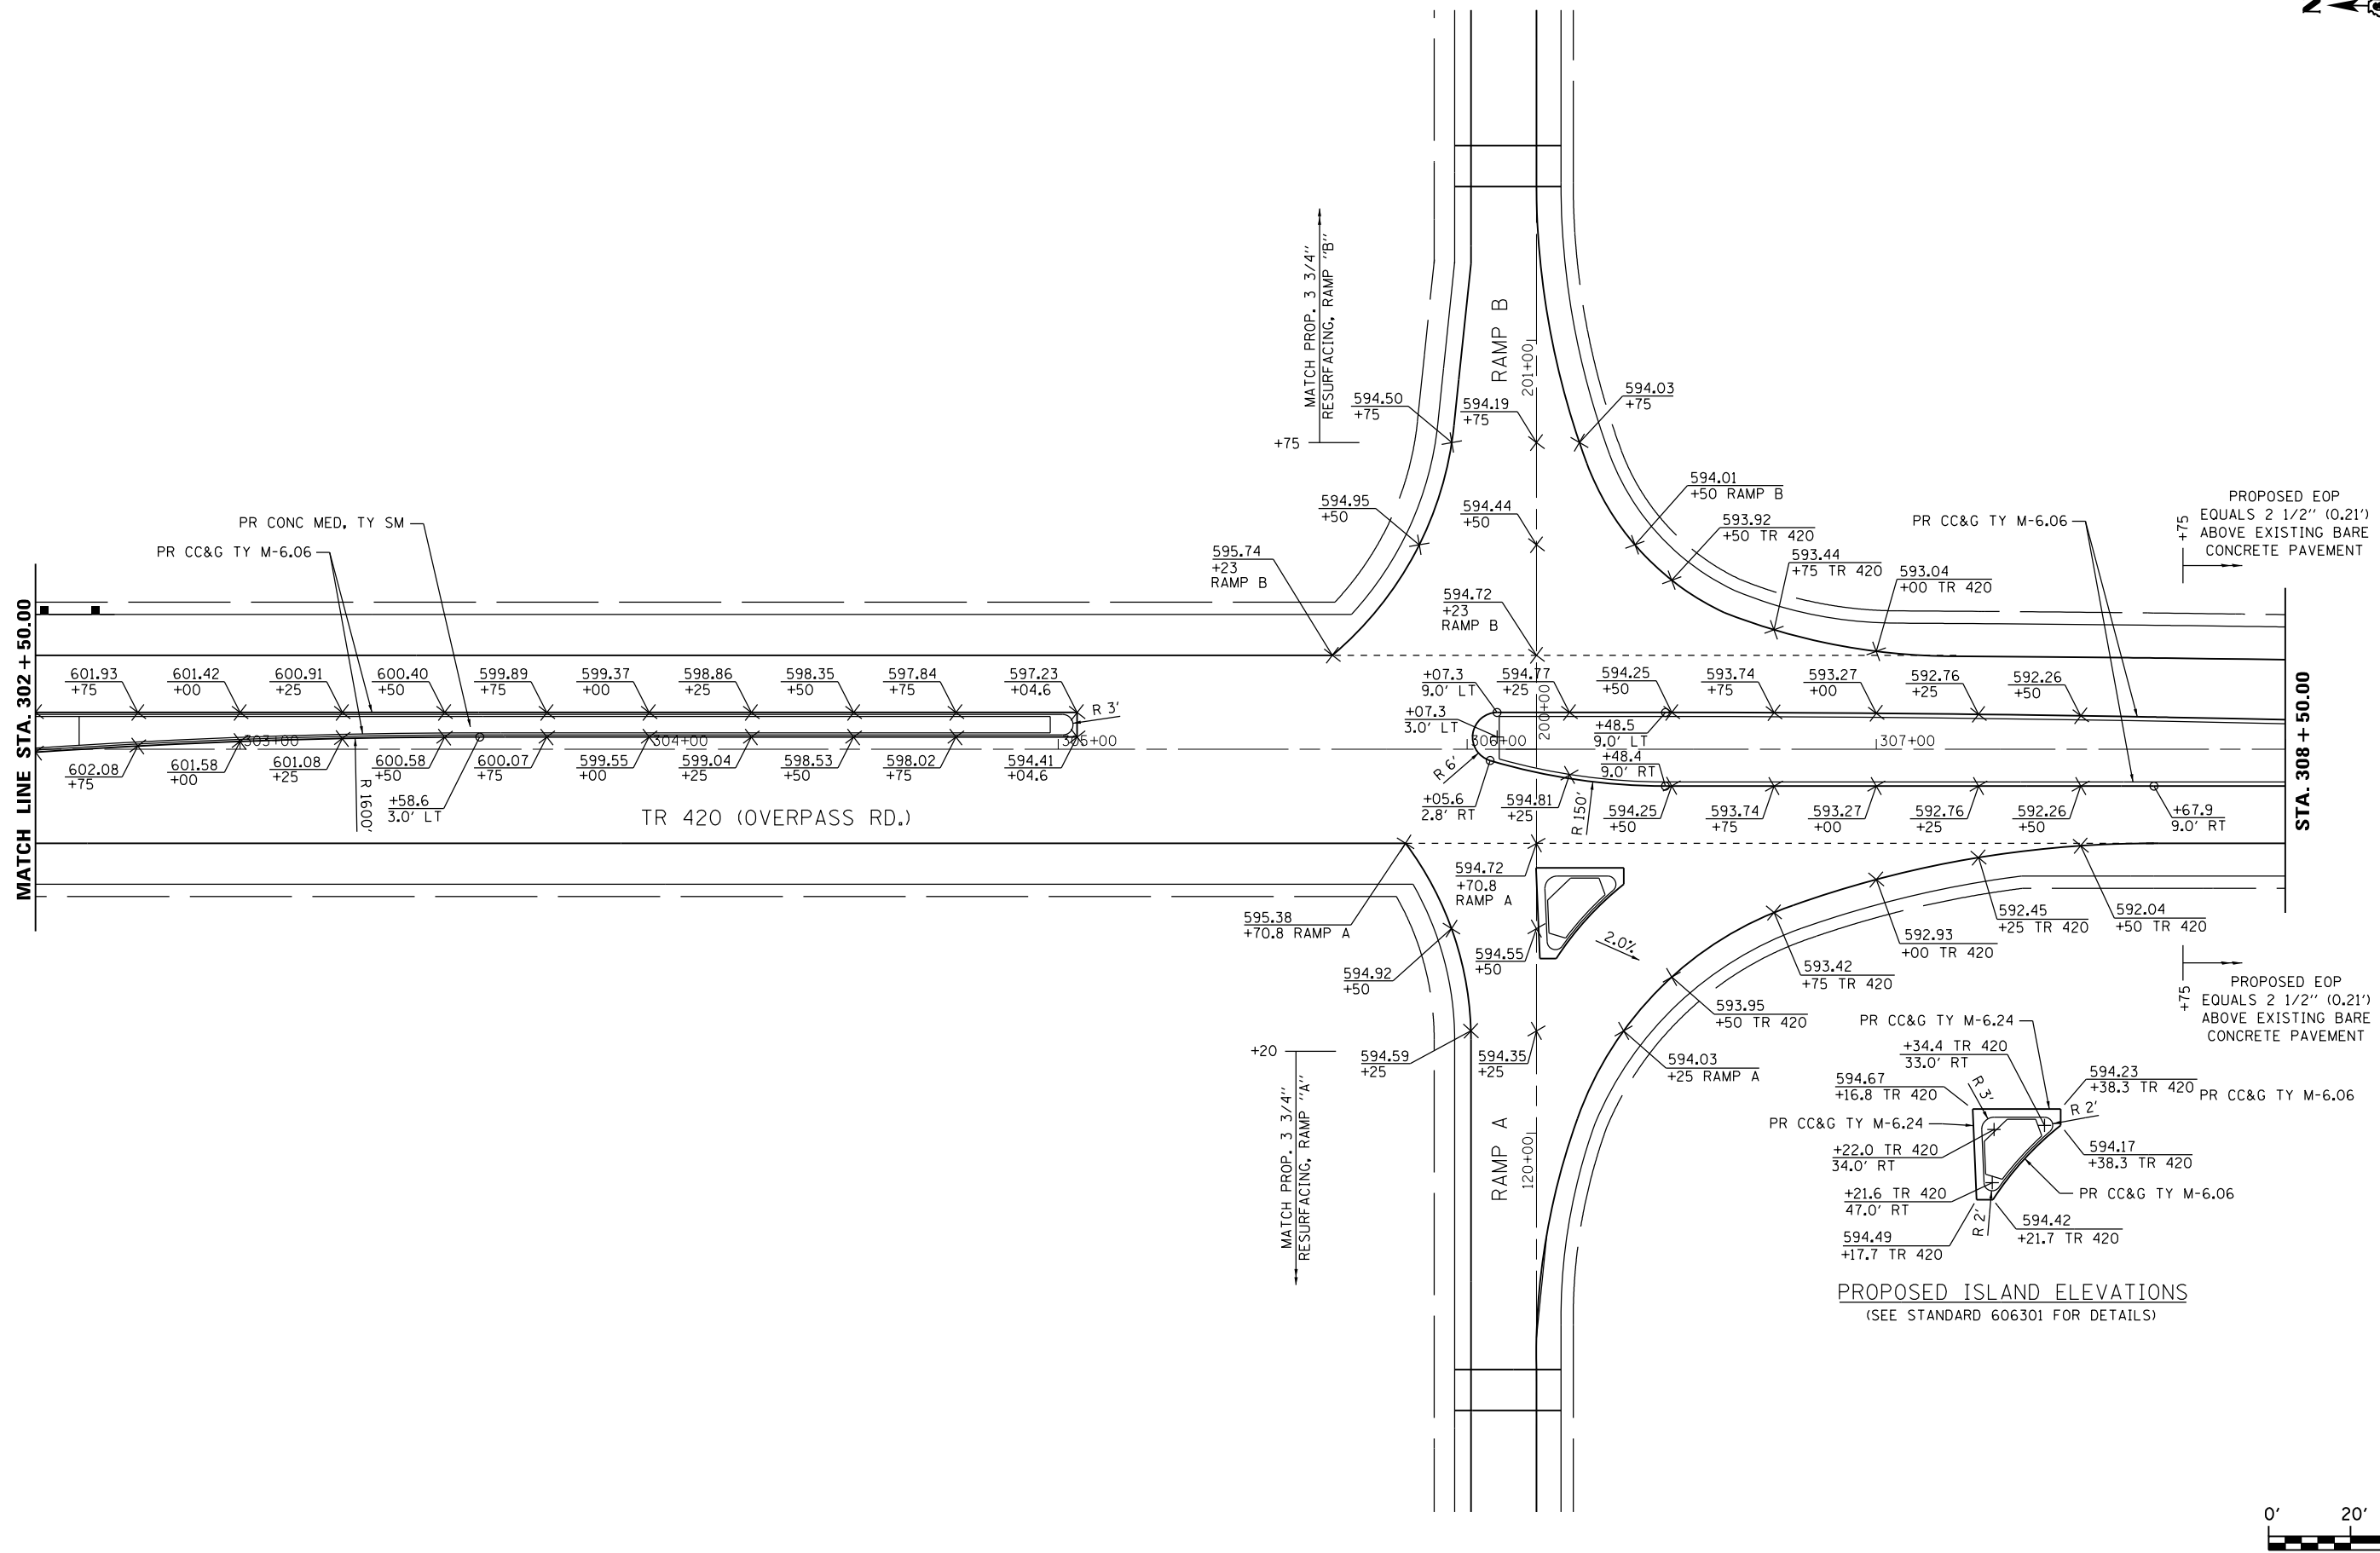 N
MATCH PROP. 3 3/4"
RESURFACING, RAMP "B"
+75
RAMP B
201+00
594.50
+75
594.19
+75
594.03
+75
594.95
+50
594.44
+50
594.01
+50 RAMP B
593.92
+50 TR 420
593.44
+75 TR 420
593.04
+00 TR 420
595.74
+23
RAMP B
594.72
+23
RAMP B
PR CONC MED, TY SM
PR CC&G TY M-6.06
PR CC&G TY M-6.06
+75
PROPOSED EOP
EQUALS 2 1/2" (0.21')
ABOVE EXISTING BARE
CONCRETE PAVEMENT
MATCH LINE STA. 302+50.00
STA. 308+50.00
601.93
+75
601.42
+00
600.91
+25
600.40
+50
599.89
+75
599.37
+00
598.86
+25
598.35
+50
597.84
+75
597.23
+04.6
R 3'
+07.3
9.0' LT
594.77
+25
594.25
+50
593.74
+75
593.27
+00
592.76
+25
592.26
+50
+07.3
3.0' LT
200+00
+48.5
9.0' LT
303+00
304+00
305+00
306+00
307+00
+48.4
9.0' RT
602.08
+75
601.58
+00
601.08
+25
600.58
+50
600.07
+75
599.55
+00
599.04
+25
598.53
+50
598.02
+75
594.41
+04.6
R 1600'
+58.6
3.0' LT
TR 420 (OVERPASS RD.)
R 6'
+05.6
2.8' RT
594.81
+25
R 150'
594.25
+50
593.74
+75
593.27
+00
592.76
+25
592.26
+50
+67.9
9.0' RT
594.72
+70.8
RAMP A
595.38
+70.8 RAMP A
594.92
+50
594.55
+50
2.0%
592.45
+25 TR 420
592.04
+50 TR 420
592.93
+00 TR 420
593.42
+75 TR 420
593.95
+50 TR 420
594.03
+25 RAMP A
594.59
+25
594.35
+25
+20
MATCH PROP. 3 3/4"
RESURFACING, RAMP "A"
RAMP A
120+00
+75
PROPOSED EOP
EQUALS 2 1/2" (0.21')
ABOVE EXISTING BARE
CONCRETE PAVEMENT
PR CC&G TY M-6.24
+34.4 TR 420
33.0' RT
594.67
+16.8 TR 420
R 3'
594.23
+38.3 TR 420
PR CC&G TY M-6.06
R 2'
PR CC&G TY M-6.24
+22.0 TR 420
34.0' RT
594.17
+38.3 TR 420
+21.6 TR 420
47.0' RT
PR CC&G TY M-6.06
R 2'
594.42
+21.7 TR 420
594.49
+17.7 TR 420
PROPOSED ISLAND ELEVATIONS
(SEE STANDARD 606301 FOR DETAILS)
0' 20'